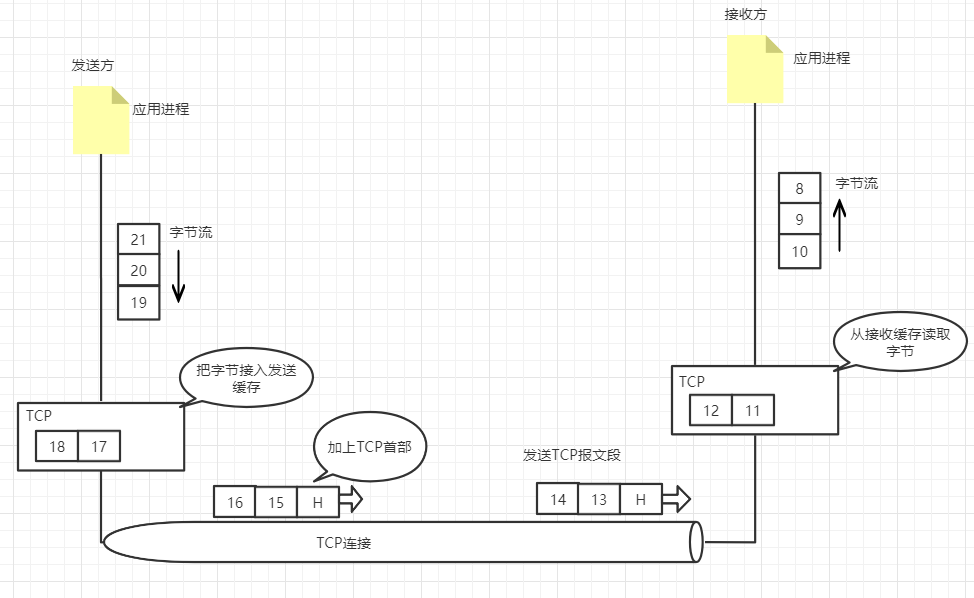 接收方
应用进程
发送方
应用进程
8
字节流
9
10
21
字节流
20
19
从接收缓存读取
字节
把字节接入发送
缓存
TCP
12 11
TCP
18 17
加上TCP首部
发送TCP报文段
16 15 H
14 13 H
TCP连接